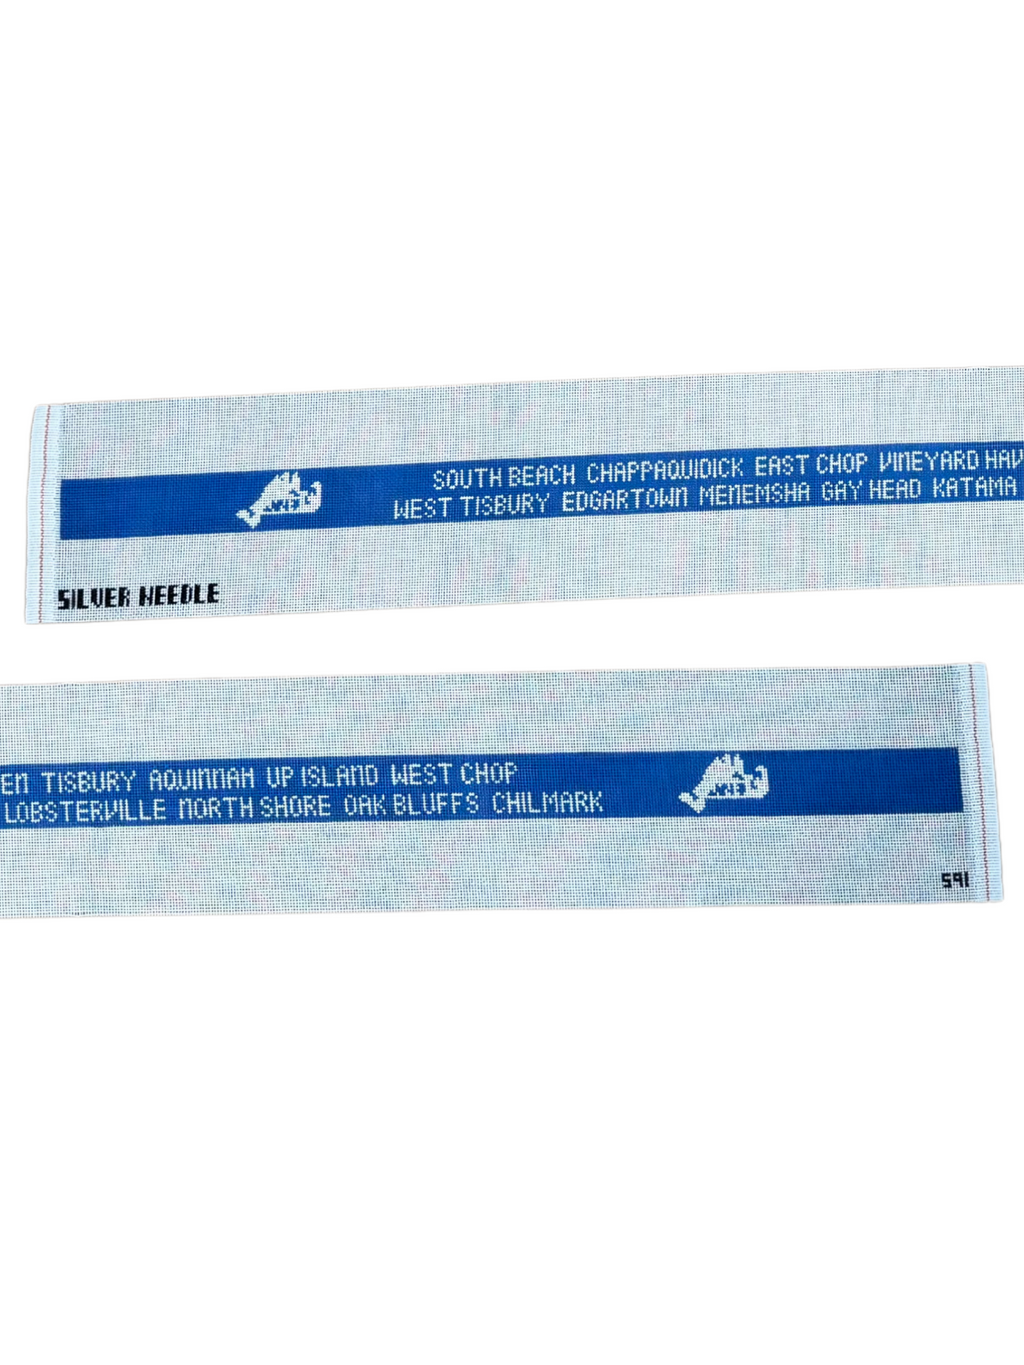 SOUTH BEACH CHAPPAQUIDICK EAST CHOP VINEYARD HAV
WEST TISBURY EDGARTOWN MENEMSHA GAY HEAD KATAMA
SILVER NEEDLE
EN TISBURY AQUINNAH UP ISLAND WEST CHOP
LOBSTERVILLE NORTH SHORE OAK BLUFFS CHILMARK
591